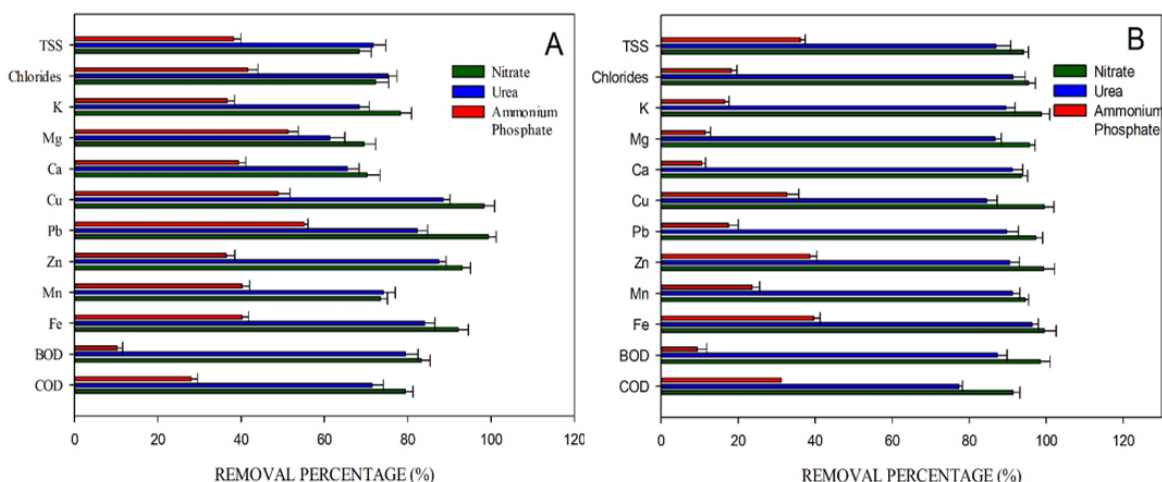 A
TSS
Chlorides
K
Mg
Ca
Cu
Pb
Zn
Mn
Fe
BOD
COD
Nitrate
Urea
Ammonium
Phosphate
0 20 40 60 80 100 120
REMOVAL PERCENTAGE (%)
B
TSS
Chlorides
K
Mg
Ca
Cu
Pb
Zn
Mn
Fe
BOD
COD
Nitrate
Urea
Ammonium
Phosphate
0 20 40 60 80 100 120
REMOVAL PERCENTAGE (%)